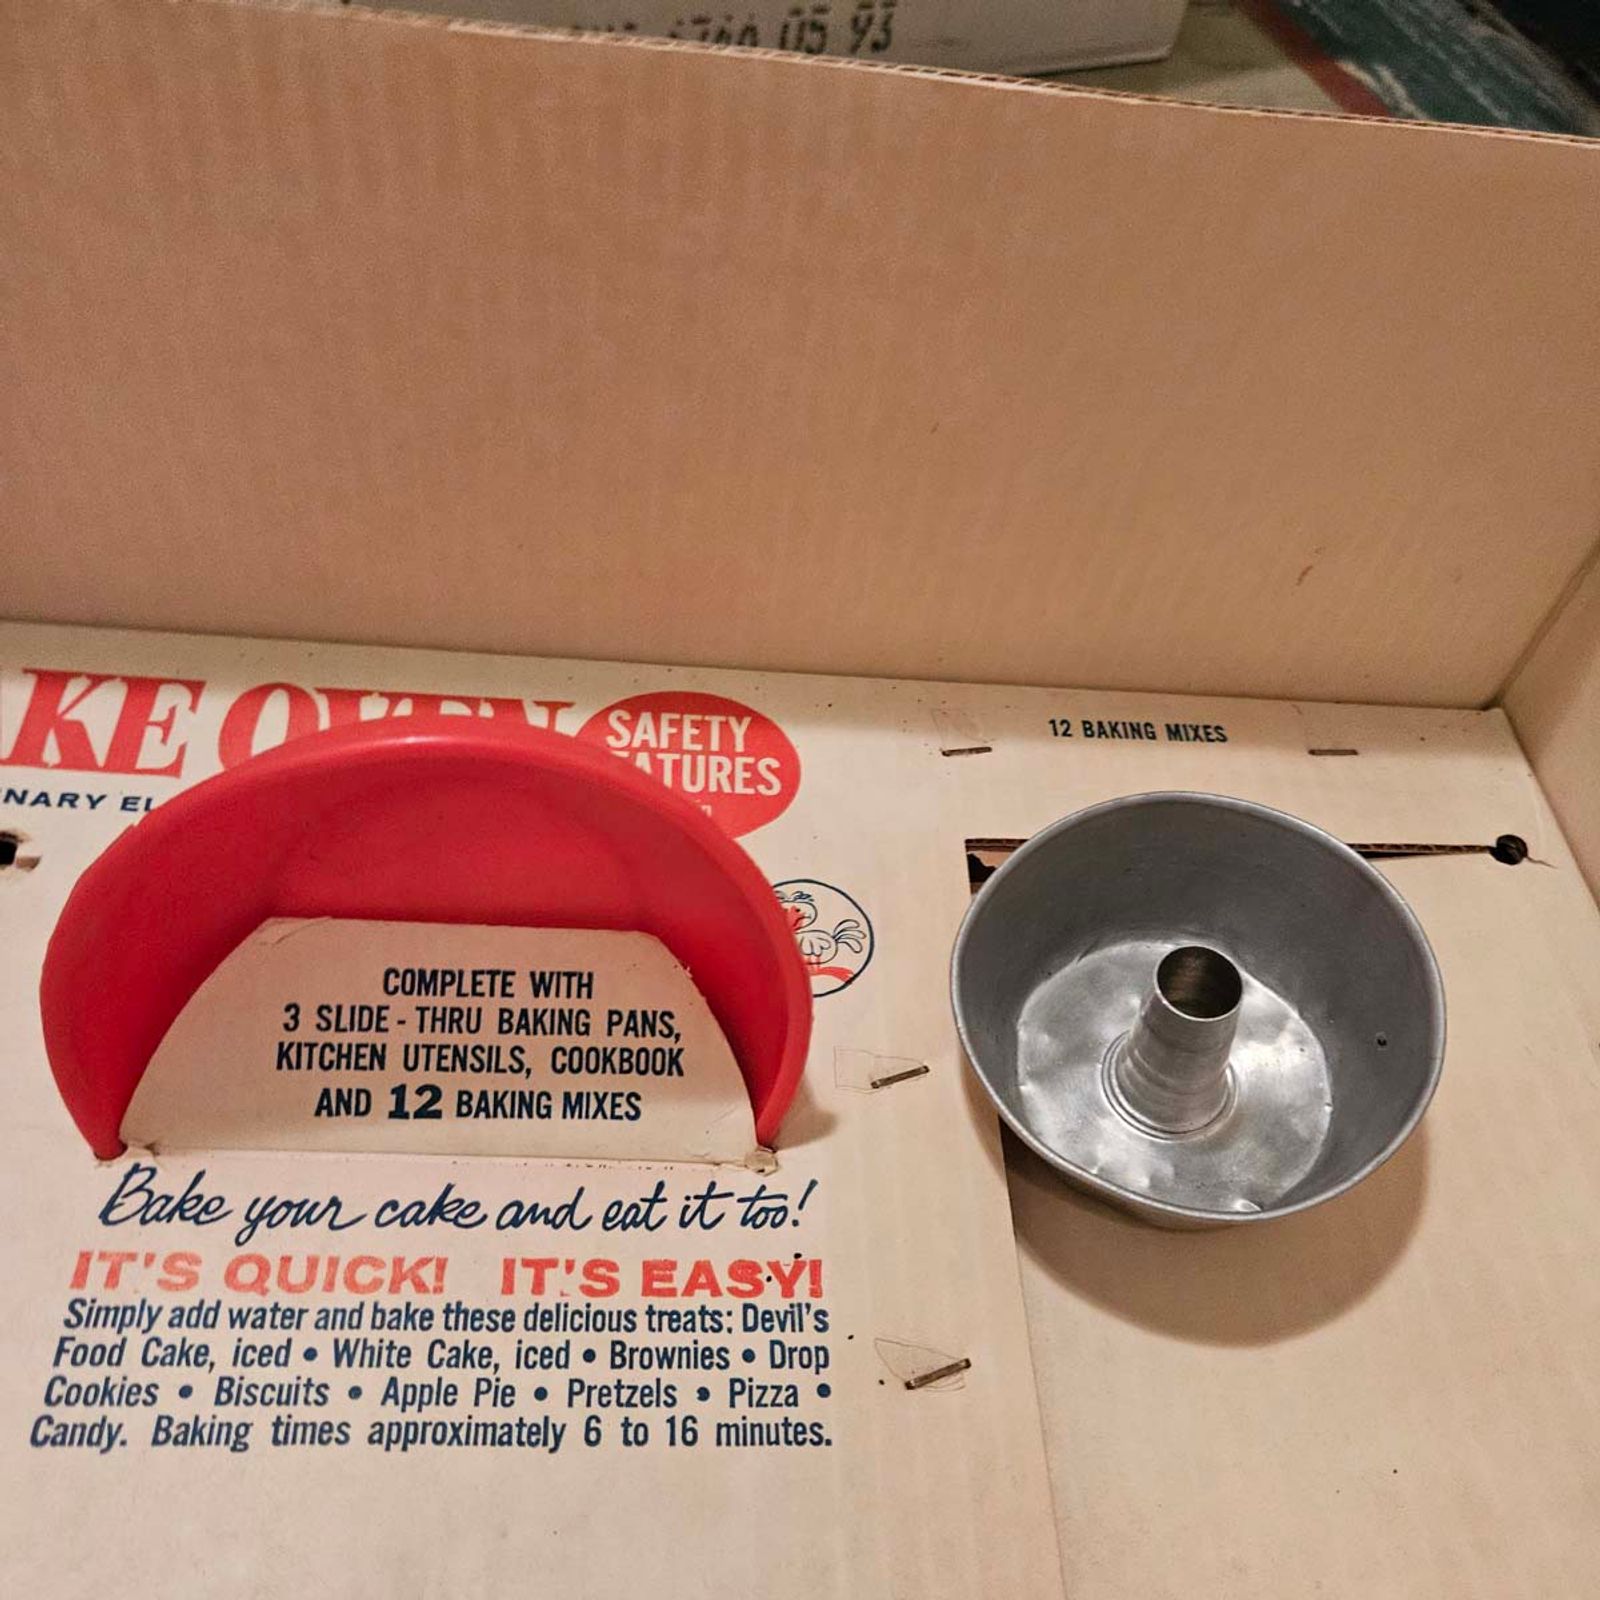 05 93
KE
SAFETY
12 BAKING MIXES
COMPLETE WITH
3 SLIDE - THRU BAKING PANS,
KITCHEN UTENSILS, COOKBOOK
AND 12 BAKING MIXES
Bake your cake and eat it too!
IT'S QUICK! IT'S EASY!
Simply add water and bake these delicious treats: Devil's
Food Cake, iced • White Cake, iced • Brownies • Drop
Cookies • Biscuits • Apple Pie • Pretzels • Pizza •
Candy. Baking times approximately 6 to 16 minutes.